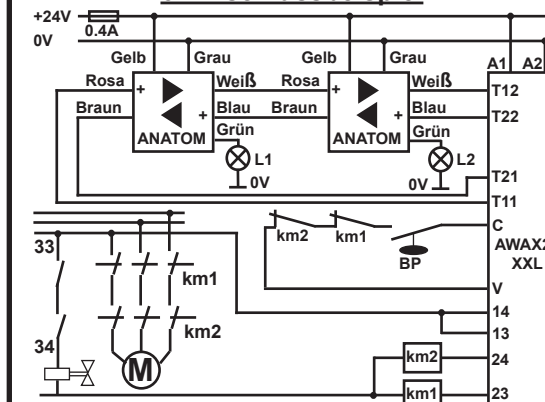 +24V
0.4A
0V
Gelb
Grau
Gelb
Grau
A1
A2
Rosa
+
Weiß
Rosa
+
Weiß
T12
Braun
+
Blau
Braun
+
Blau
T22
ANATOM
Grün
ANATOM
Grün
L1
L2
0V
0V
T21
T11
km2
km1
C
BP
AWAX2
XXL
33
km1
V
14
13
km2
34
M
km2
24
km1
23